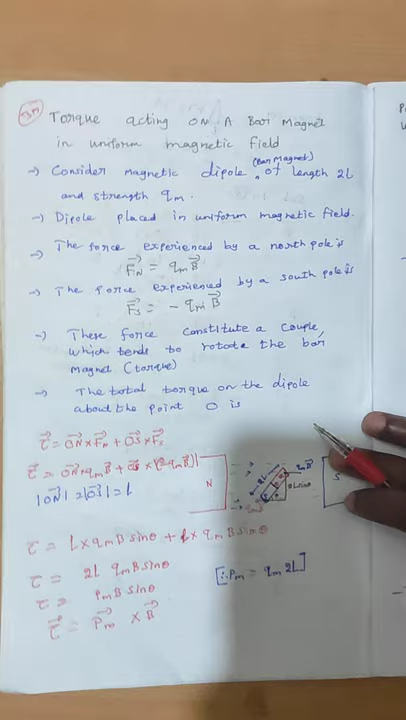 3M
Torque acting ON A Bar Magnet
in uniform magnetic field
→ Consider magnetic dipole (Bar Magnet) of length 2L
and strength qm.
→ Dipole placed in uniform magnetic field.
→ The force experienced by a north pole is
F⃗N = qm B⃗
→ The force experienced by a south pole is
F⃗S = - qm B⃗
→ These force constitute a couple,
which tends to rotate the bar
magnet (torque)
→ The total torque on the dipole
about the point O is
τ⃗ = O⃗N × F⃗N + O⃗S × F⃗S
τ⃗ = O⃗N × qm B⃗ + O⃗S × (-qm B⃗)
|O⃗N| = |O⃗S| = L
N
2L
qm B⃗
θ
Lsinθ
S
τ = L × qm B sinθ + L × qm B sinθ
τ = 2L qm B sinθ
[∴ Pm = qm 2L]
τ = Pm B sinθ
τ⃗ = P⃗m × B⃗